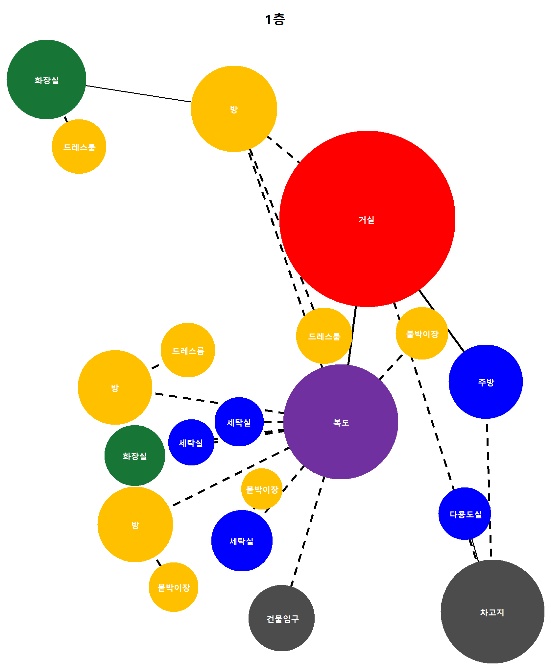 1층
화장실
방
드레스룸
거실
드레스룸
붙박이장
드레스룸
주방
방
세탁실
복도
세탁실
화장실
붙박이장
다용도실
방
세탁실
붙박이장
건물입구
차고지